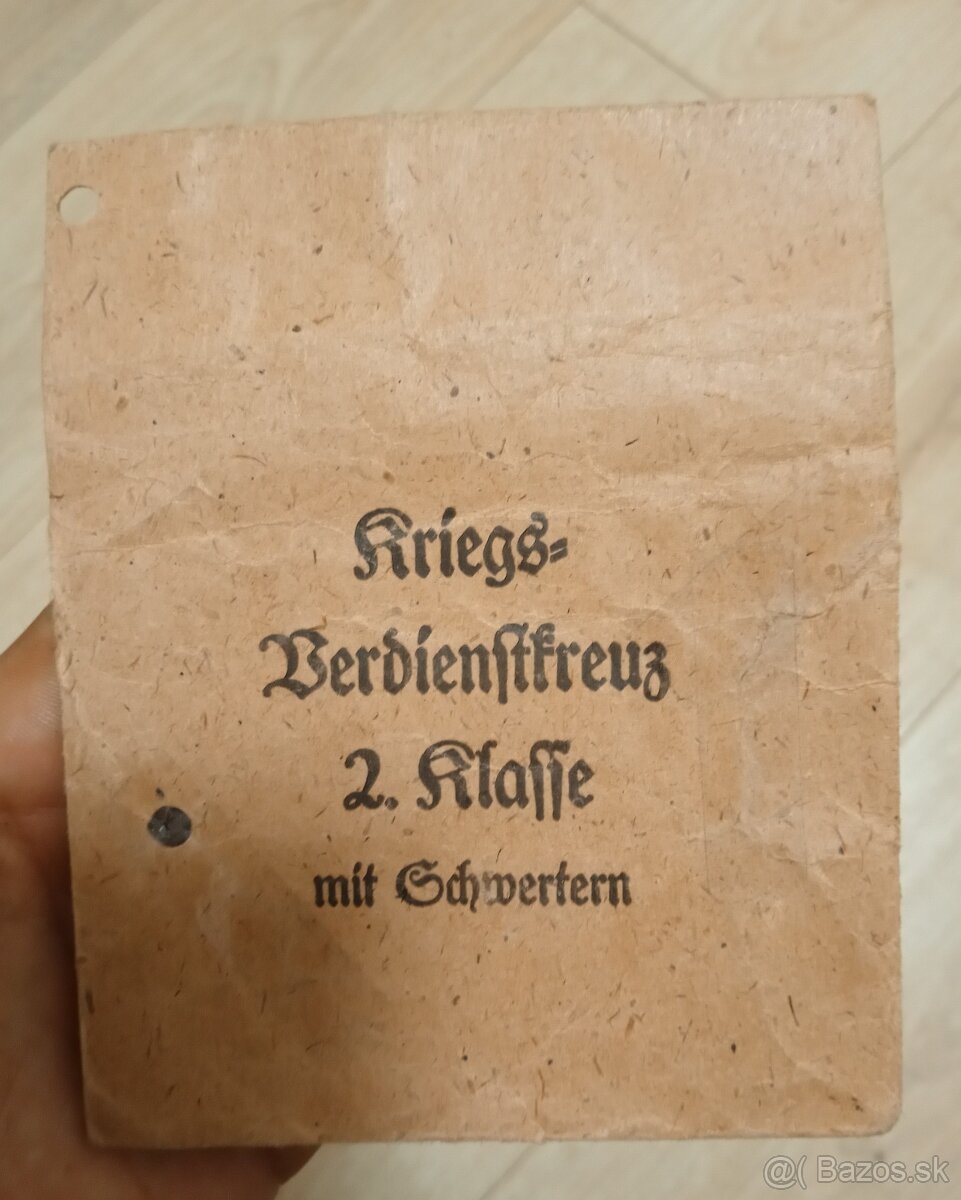 Kriegs-
Verdienstkreuz
2. Klasse
mit Schwertern
@( Bazos.sk